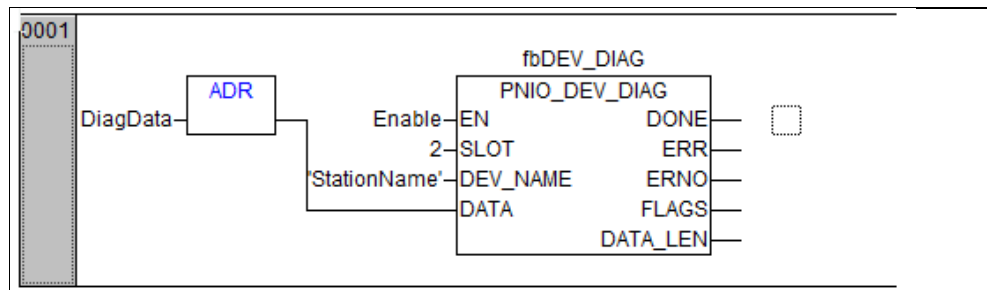 0001
fbDEV_DIAG
ADR
PNIO_DEV_DIAG
DiagData
Enable
EN
DONE
2
SLOT
ERR
'StationName'
DEV_NAME
ERNO
DATA
FLAGS
DATA_LEN